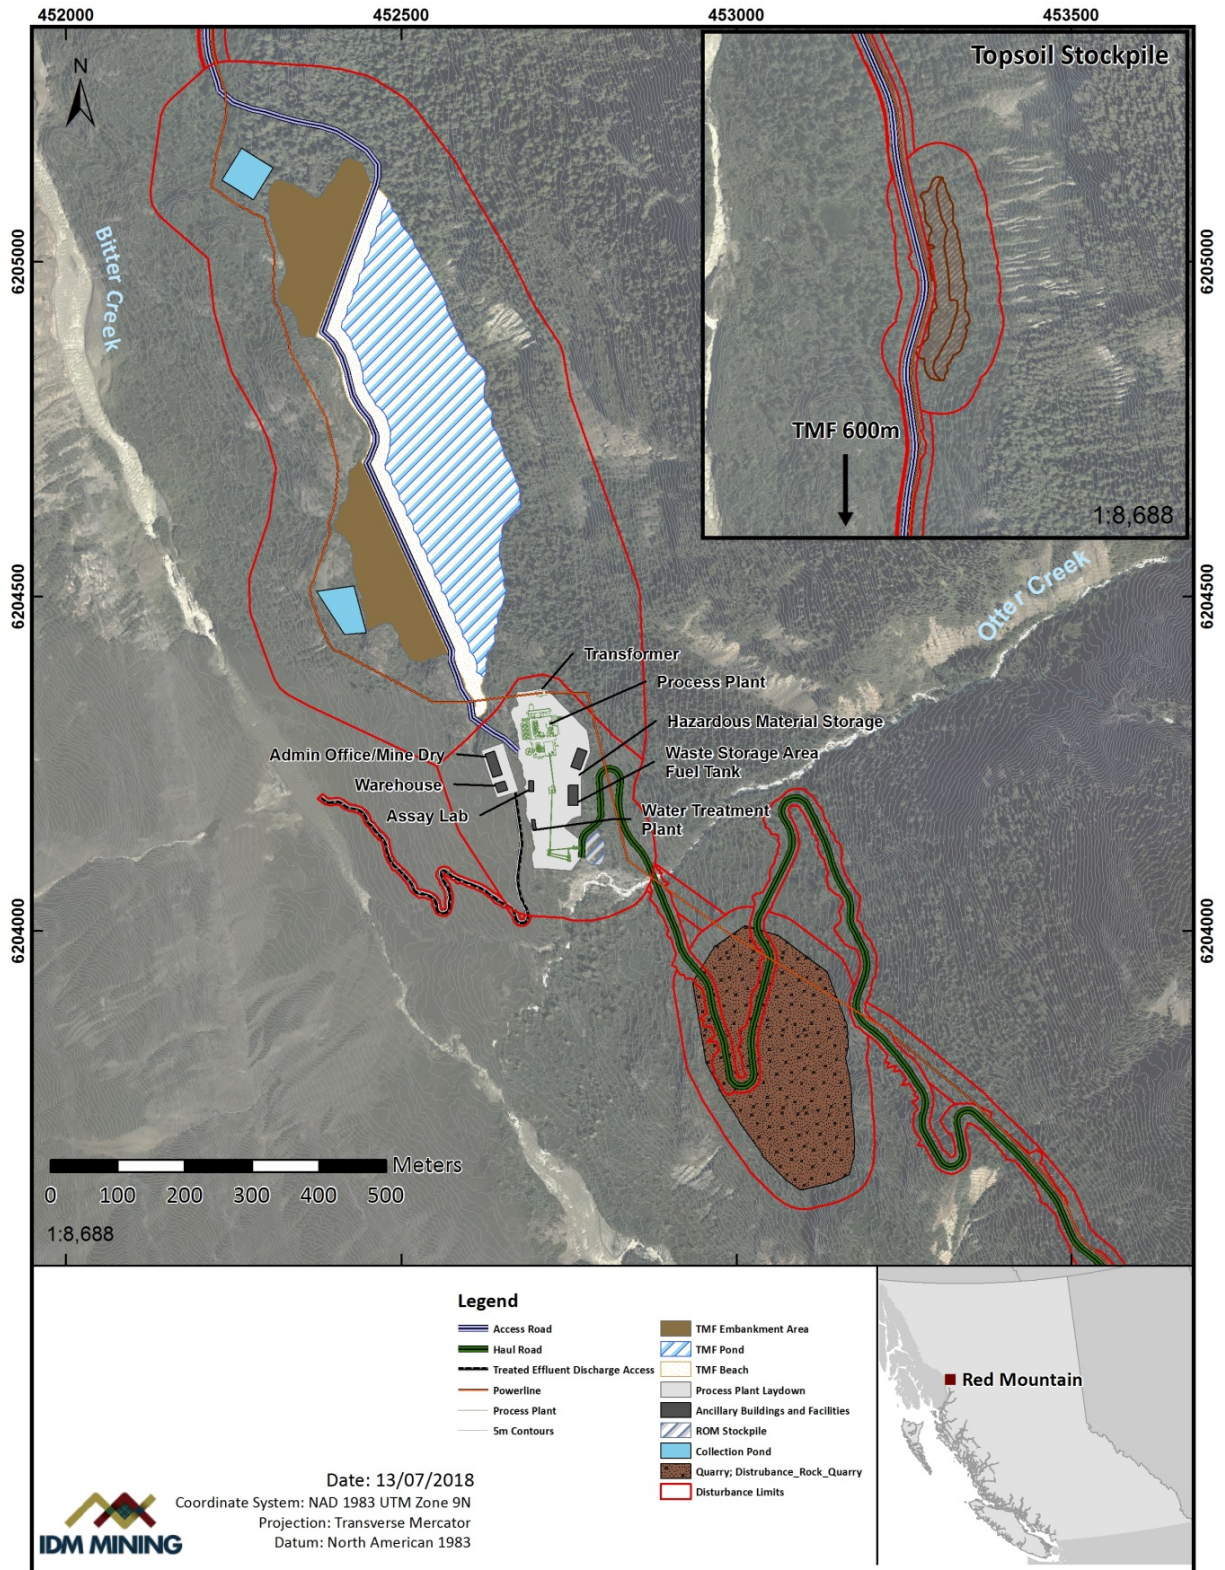 452000
452500
453000
453500
Topsoil Stockpile
N
Bitter Creek
6205000
6205000
TMF 600m
1:8,688
6204500
6204500
Otter Creek
Transformer
Process Plant
Hazardous Material Storage
Admin Office/Mine Dry
Waste Storage Area
Fuel Tank
Warehouse
Assay Lab
Water Treatment
Plant
6204000
6204000
Meters
0 100 200 300 400 500
1:8,688
Legend
Access Road
Haul Road
Treated Effluent Discharge Access
Powerline
Process Plant
5m Contours
TMF Embankment Area
TMF Pond
TMF Beach
Process Plant Laydown
Ancillary Buildings and Facilities
ROM Stockpile
Collection Pond
Quarry; Distrubance_Rock_Quarry
Disturbance Limits
Red Mountain
Date: 13/07/2018
Coordinate System: NAD 1983 UTM Zone 9N
Projection: Transverse Mercator
Datum: North American 1983
IDM MINING